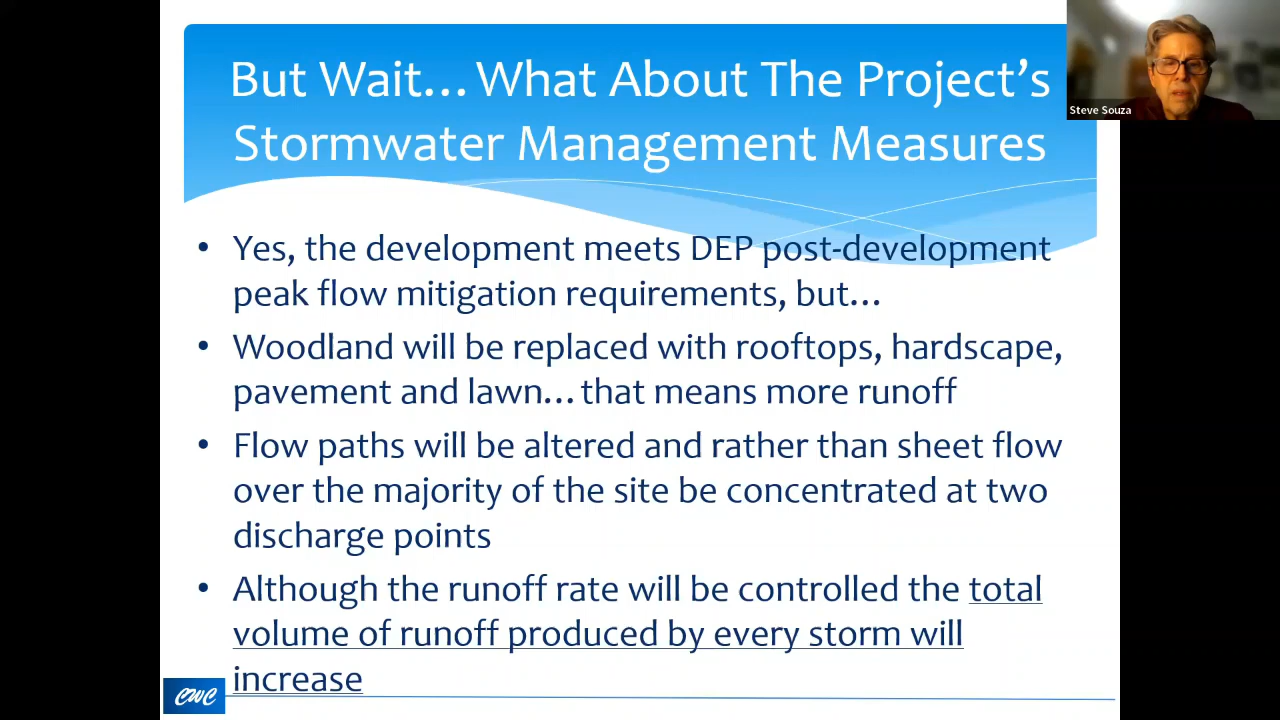 But Wait... What About The Project's
Stormwater Management Measures
Steve Souza
• Yes, the development meets DEP post-development
peak flow mitigation requirements, but...
• Woodland will be replaced with rooftops, hardscape,
pavement and lawn... that means more runoff
• Flow paths will be altered and rather than sheet flow
over the majority of the site be concentrated at two
discharge points
• Although the runoff rate will be controlled the total
volume of runoff produced by every storm will
increase
CWC